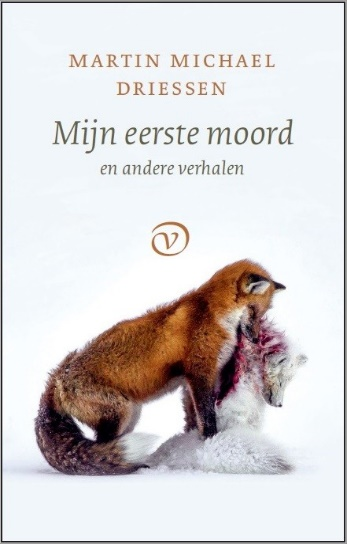 MARTIN MICHAEL
DRIESSEN
Mijn eerste moord
en andere verhalen
v